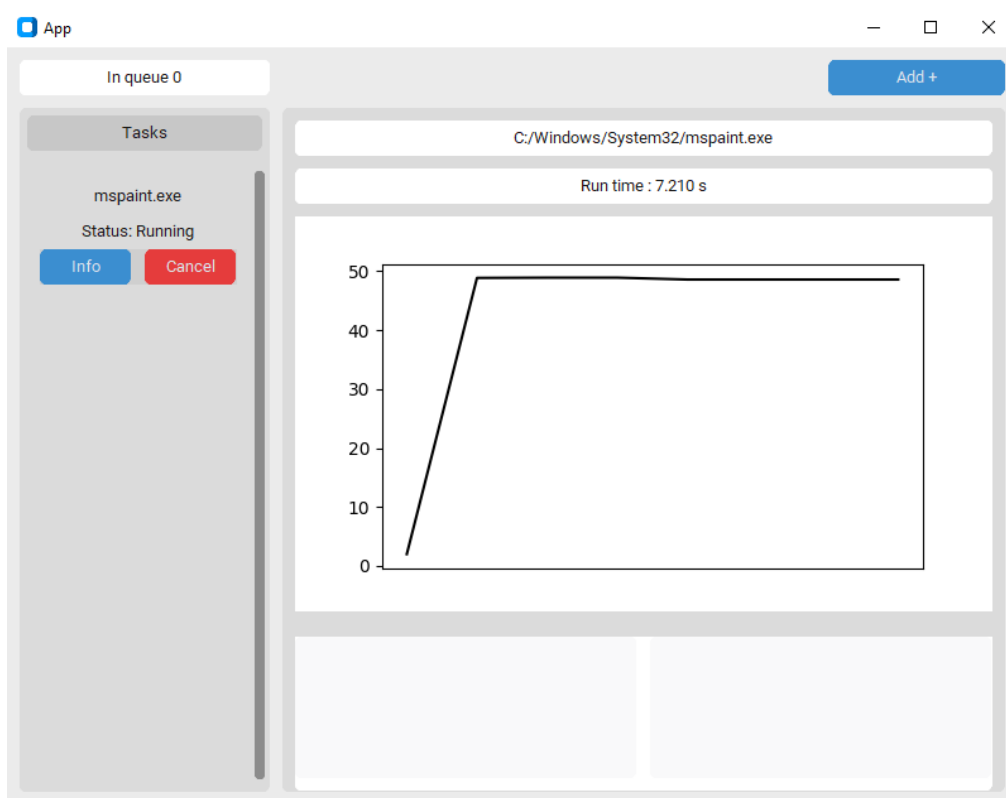 App
In queue 0
Add +
Tasks
mspaint.exe
Status: Running
Info
Cancel
C:/Windows/System32/mspaint.exe
Run time : 7.210 s
50
40
30
20
10
0